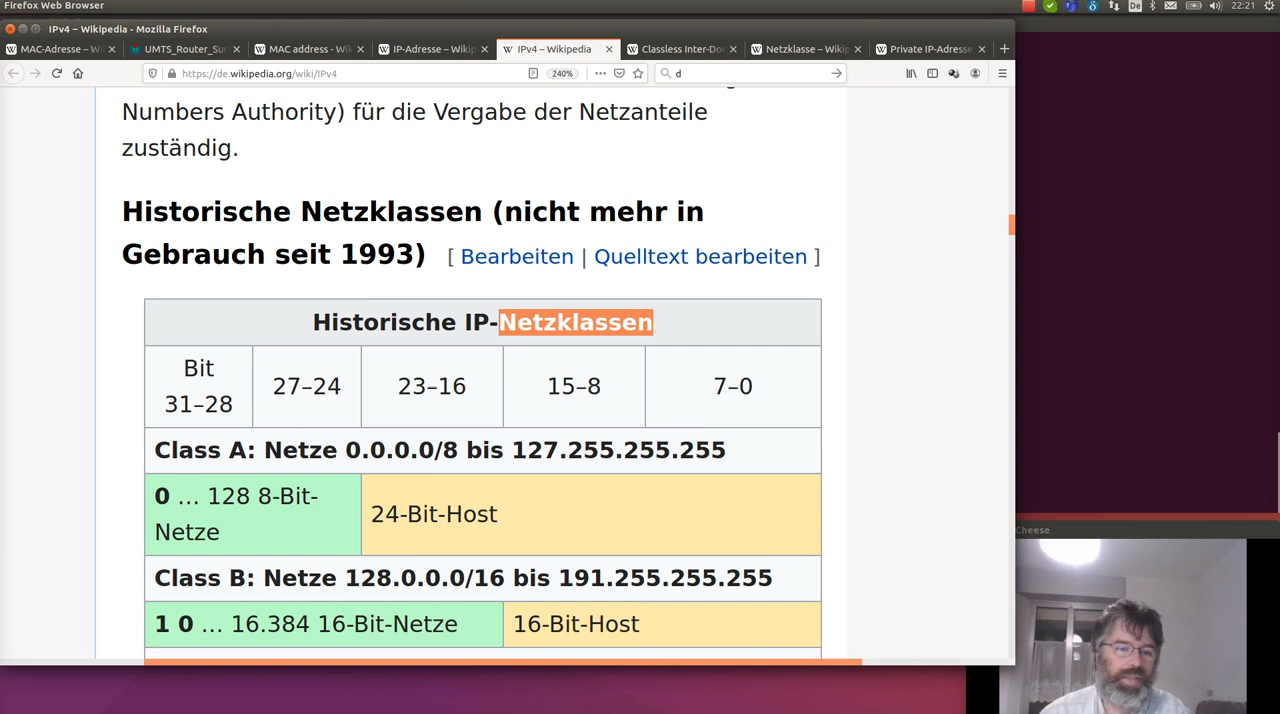 Firefox Web Browser
De
22:21
IPv4 – Wikipedia - Mozilla Firefox
MAC-Adresse – Wi
UMTS_Router_Sur
MAC address - Wi
IP-Adresse – Wikip
IPv4 – Wikipedia
Classless Inter-Do
Netzklasse – Wikip
Private IP-Adresse
https://de.wikipedia.org/wiki/IPv4
240%
d
Numbers Authority) für die Vergabe der Netzanteile
zuständig.
Historische Netzklassen (nicht mehr in
Gebrauch seit 1993) [ Bearbeiten | Quelltext bearbeiten ]
Historische IP-Netzklassen
Bit
31–28
27–24
23–16
15–8
7–0
Class A: Netze 0.0.0.0/8 bis 127.255.255.255
0 … 128 8-Bit-
Netze
24-Bit-Host
Class B: Netze 128.0.0.0/16 bis 191.255.255.255
1 0 … 16.384 16-Bit-Netze
16-Bit-Host
Cheese